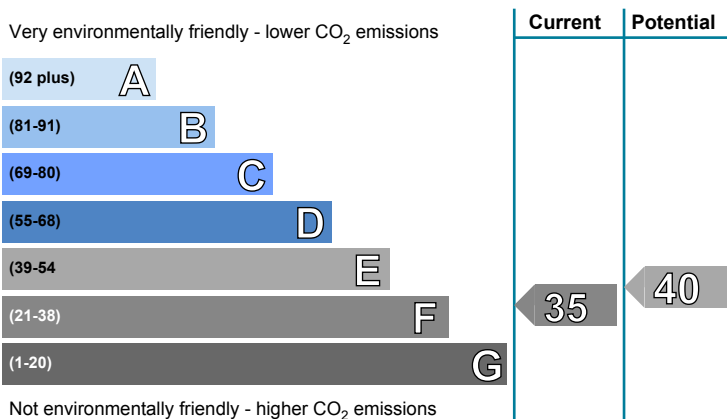 Very environmentally friendly - lower CO2 emissions
Current
Potential
(92 plus) A
(81-91) B
(69-80) C
(55-68) D
(39-54 E
(21-38) F
(1-20) G
35
40
Not environmentally friendly - higher CO2 emissions